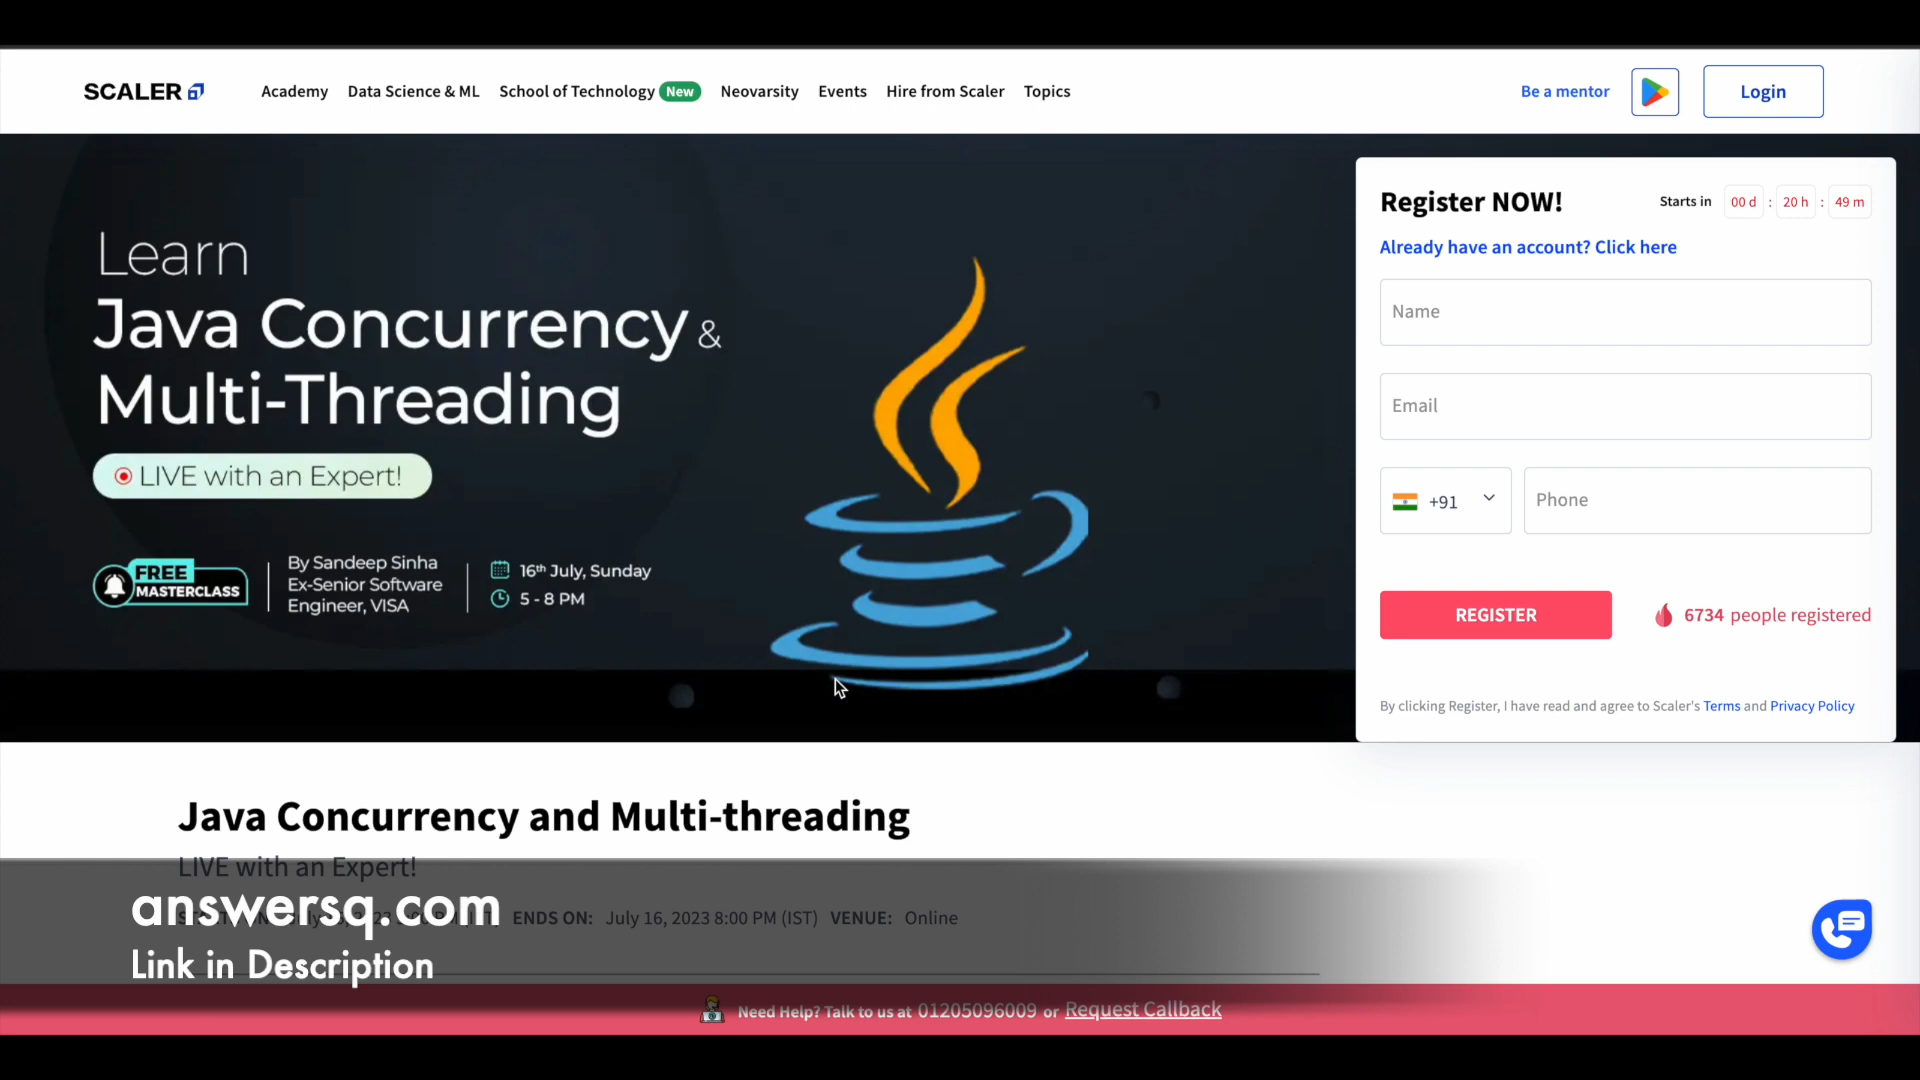 SCALER
Academy
Data Science & ML
School of Technology New
Neovarsity
Events
Hire from Scaler
Topics
Be a mentor
Login
Learn
Java Concurrency &
Multi-Threading
LIVE with an Expert!
FREE
MASTERCLASS
By Sandeep Sinha
Ex-Senior Software
Engineer, VISA
16th July, Sunday
5 - 8 PM
Register NOW!
Starts in 00 d : 20 h : 49 m
Already have an account? Click here
Name
Email
+91
Phone
REGISTER
6734 people registered
By clicking Register, I have read and agree to Scaler's Terms and Privacy Policy
Java Concurrency and Multi-threading
LIVE with an Expert!
ENDS ON: July 16, 2023 8:00 PM (IST) VENUE: Online
answersq.com
Link in Description
Need Help? Talk to us at 01205096009 or Request Callback